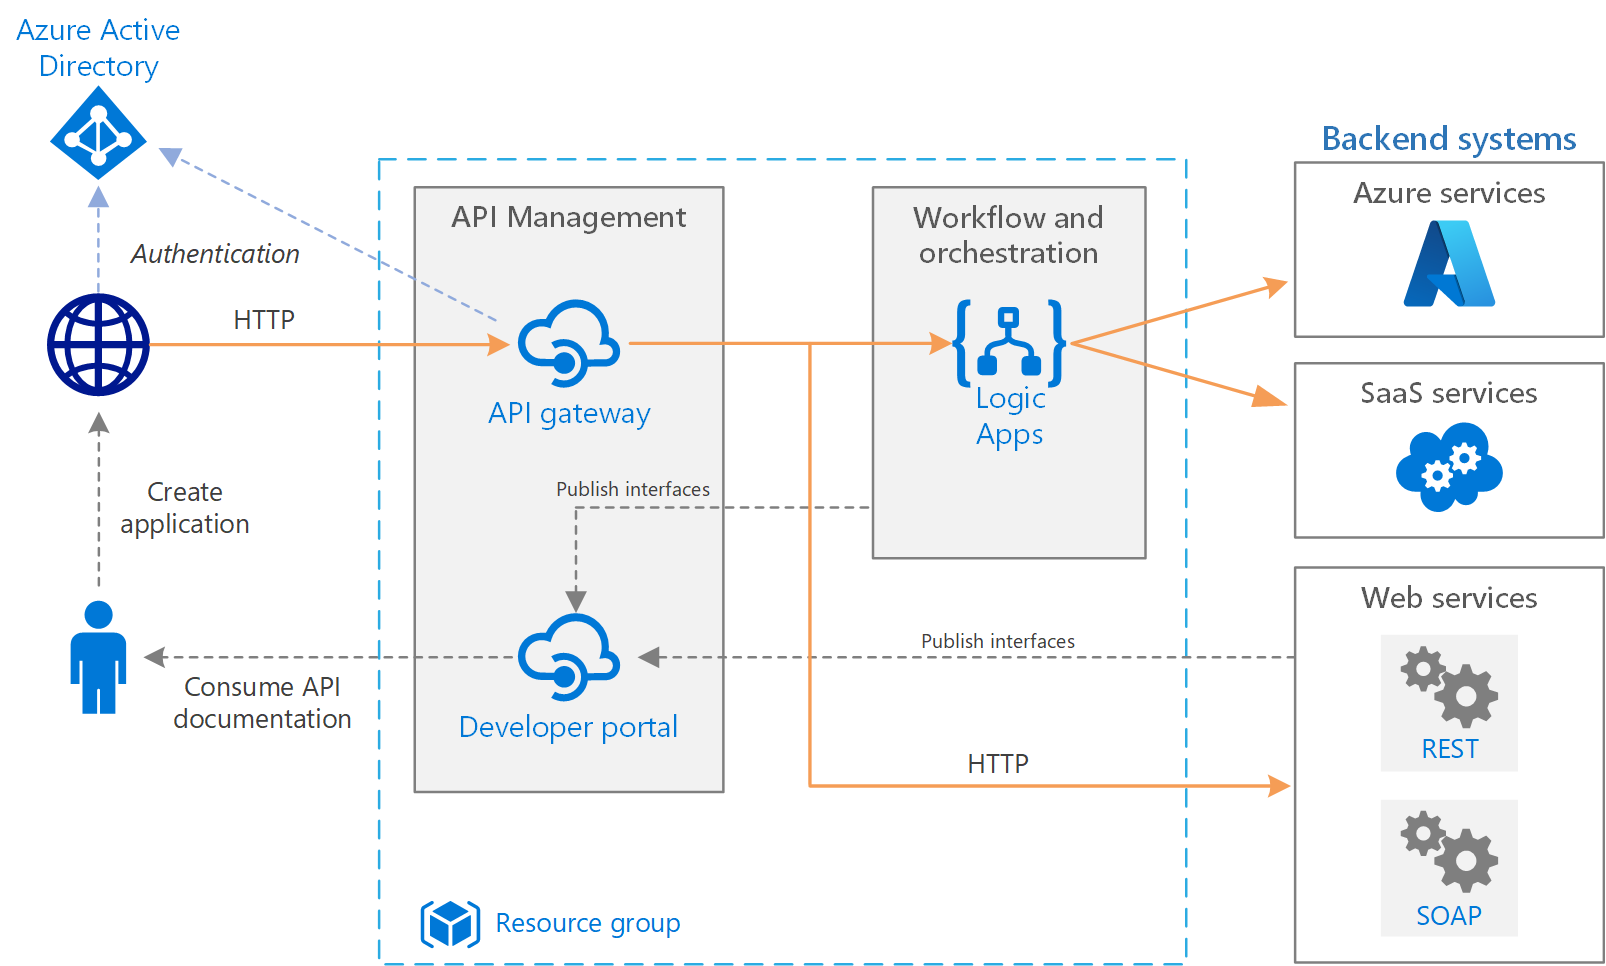 Azure Active
Directory
Backend systems
Azure services
API Management
Workflow and
orchestration
Authentication
HTTP
API gateway
Logic
Apps
SaaS services
Create
application
Publish interfaces
Web services
Publish interfaces
Consume API
documentation
Developer portal
REST
HTTP
SOAP
Resource group